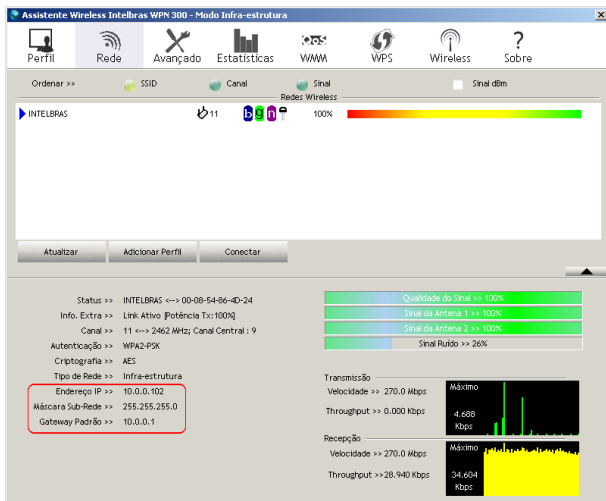 Assistente Wireless Intelbras WPN 300 - Modo Infra-estrutura
Perfil Rede Avançado Estatísticas QoS WMM WPS Wireless ? Sobre
Ordenar >> SSID Canal Sinal Sinal dBm
Redes Wireless
INTELBRAS 11 b g n 100%
Atualizar Adicionar Perfil Conectar
Status >> INTELBRAS <--> 00-08-54-86-4D-24
Info. Extra >> Link Ativo [Potência Tx:100%]
Canal >> 11 <--> 2462 MHz; Canal Central : 9
Autenticação >> WPA2-PSK
Criptografia >> AES
Tipo de Rede >> Infra-estrutura
Endereço IP >> 10.0.0.102
Máscara Sub-Rede >> 255.255.255.0
Gateway Padrão >> 10.0.0.1
Qualidade do Sinal >> 100%
Sinal da Antena 1 >> 100%
Sinal da Antena 2 >> 100%
Sinal Ruído >> 26%
Transmissão
Velocidade >> 270.0 Mbps
Throughput >> 0.000 Kbps
Máximo
4.688
Kbps
Recepção
Velocidade >> 270.0 Mbps
Throughput >>28.940 Kbps
Máximo
34.604
Kbps